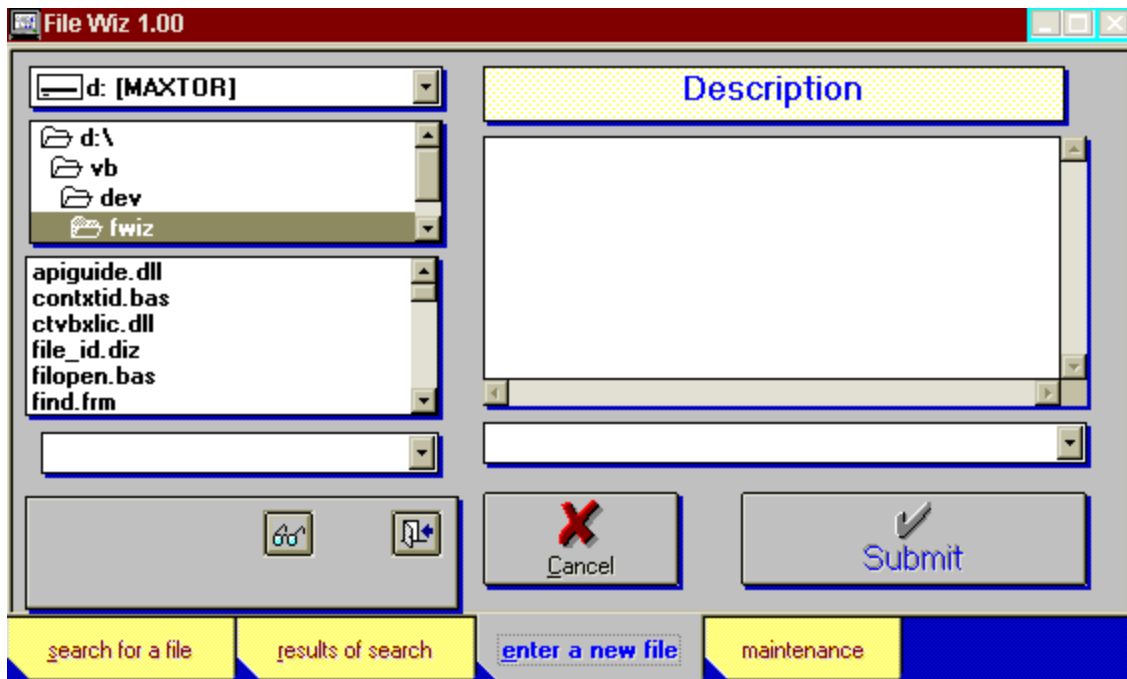 File Wiz 1.00
d: [MAXTOR]
d:\
vb
dev
fwiz
apiguide.dll
contxtid.bas
ctvbxlic.dll
file_id.diz
filopen.bas
find.frm
Description
Cancel
Submit
search for a file
results of search
enter a new file
maintenance